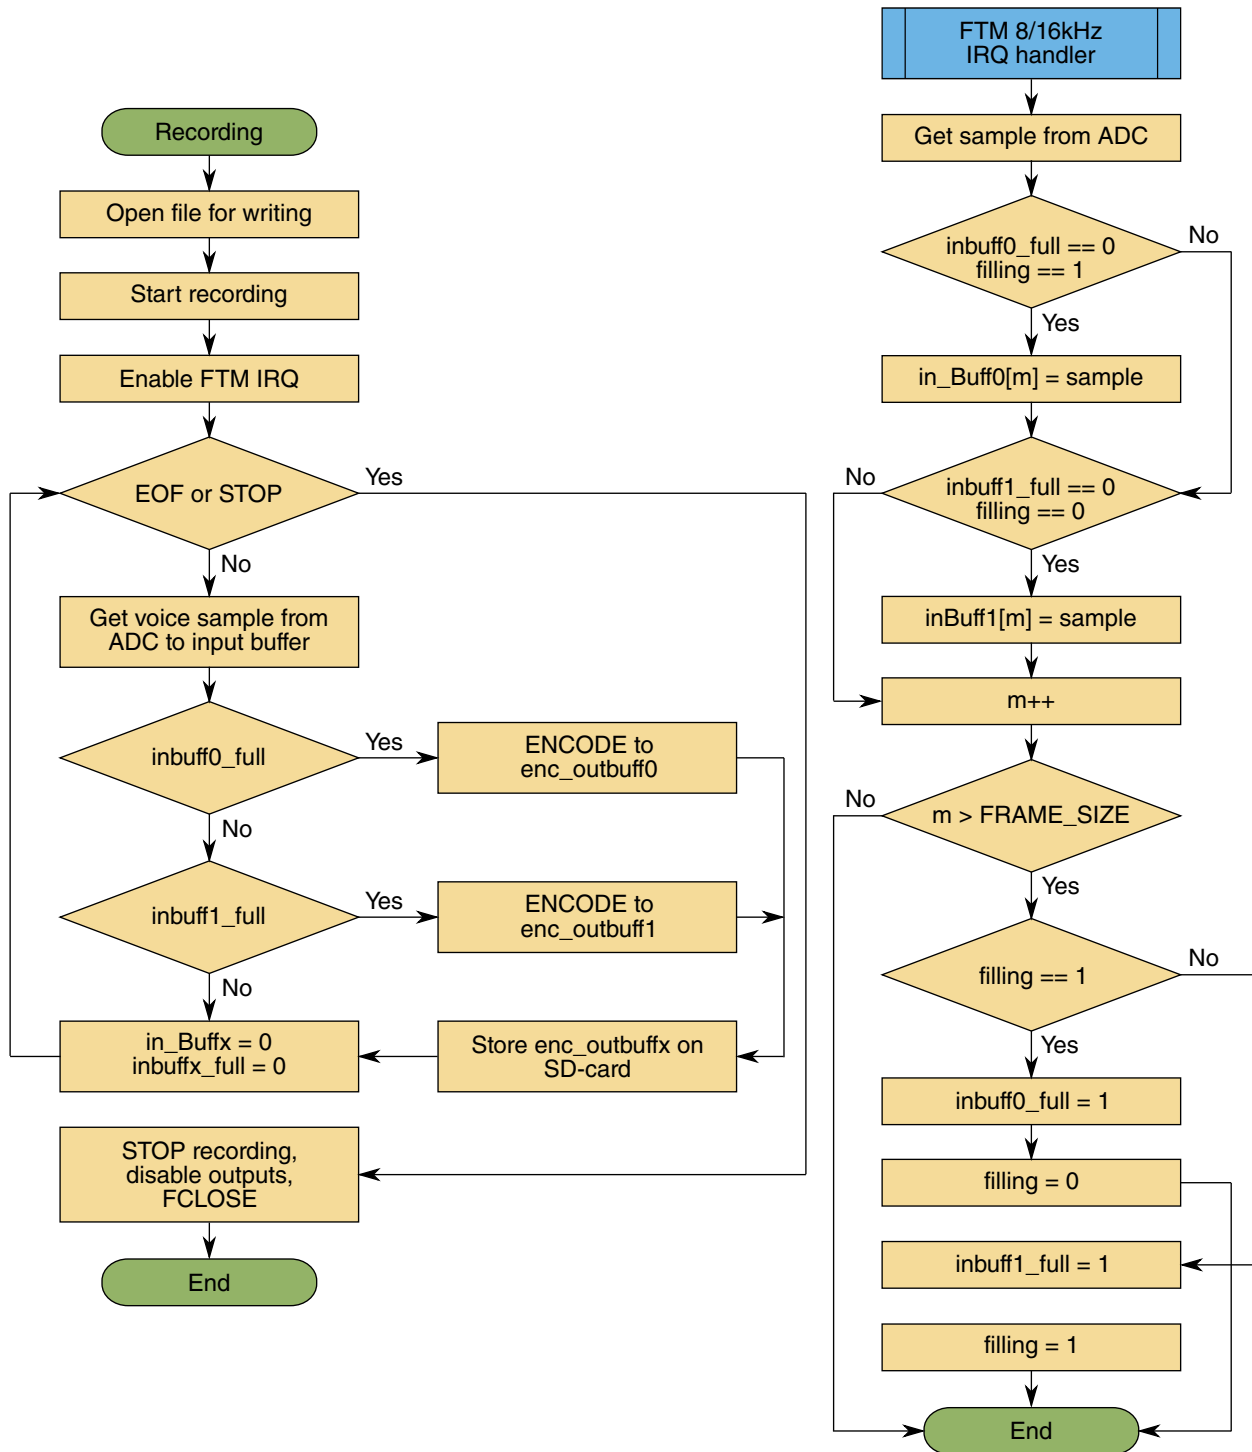 Recording
Open file for writing
Start recording
Enable FTM IRQ
EOF or STOP
Yes
No
Get voice sample from
ADC to input buffer
inbuff0_full
Yes
ENCODE to
enc_outbuff0
No
inbuff1_full
Yes
ENCODE to
enc_outbuff1
No
in_Buffx = 0
inbuffx_full = 0
Store enc_outbuffx on
SD-card
STOP recording,
disable outputs,
FCLOSE
End
FTM 8/16kHz
IRQ handler
Get sample from ADC
inbuff0_full == 0
filling == 1
No
Yes
in_Buff0[m] = sample
No
inbuff1_full == 0
filling == 0
Yes
inBuff1[m] = sample
m++
No
m > FRAME_SIZE
Yes
filling == 1
No
Yes
inbuff0_full = 1
filling = 0
inbuff1_full = 1
filling = 1
End